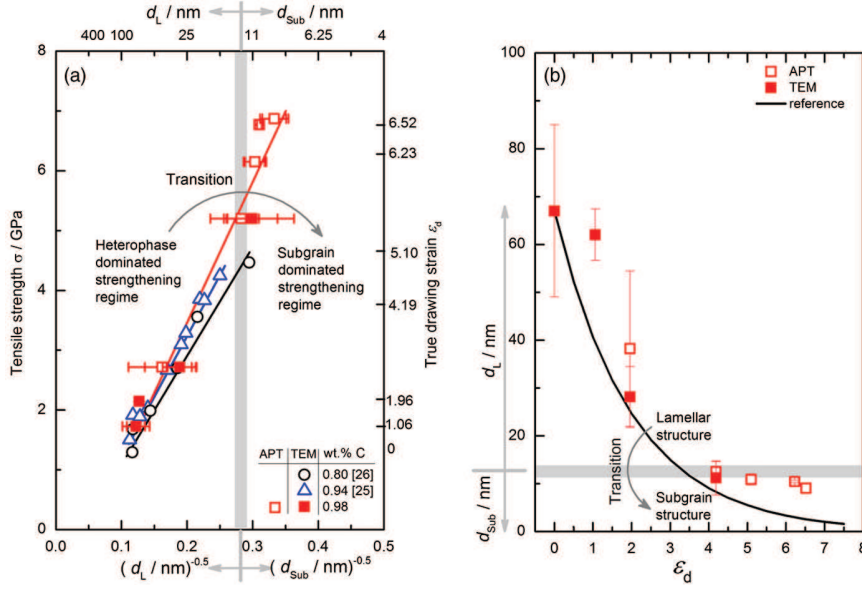 d_L / nm
d_Sub / nm
400 100 25 11 6.25 4
(a)
8
6
4
2
0
Tensile strength σ / GPa
Transition
Heterophase
dominated
strengthening
regime
Subgrain
dominated
strengthening
regime
6.52
6.23
5.10
4.19
1.96
1.06
0
True drawing strain ε_d
APT TEM wt.% C
0.80 [26]
0.94 [25]
0.98
0.0 0.1 0.2 0.3 0.4 0.5
( d_L / nm)^-0.5
( d_Sub / nm)^-0.5
(b)
APT
TEM
reference
100
80
60
40
20
0
d_L / nm
d_Sub / nm
Lamellar
structure
Transition
Subgrain
structure
0 1 2 3 4 5 6 7 8
ε_d